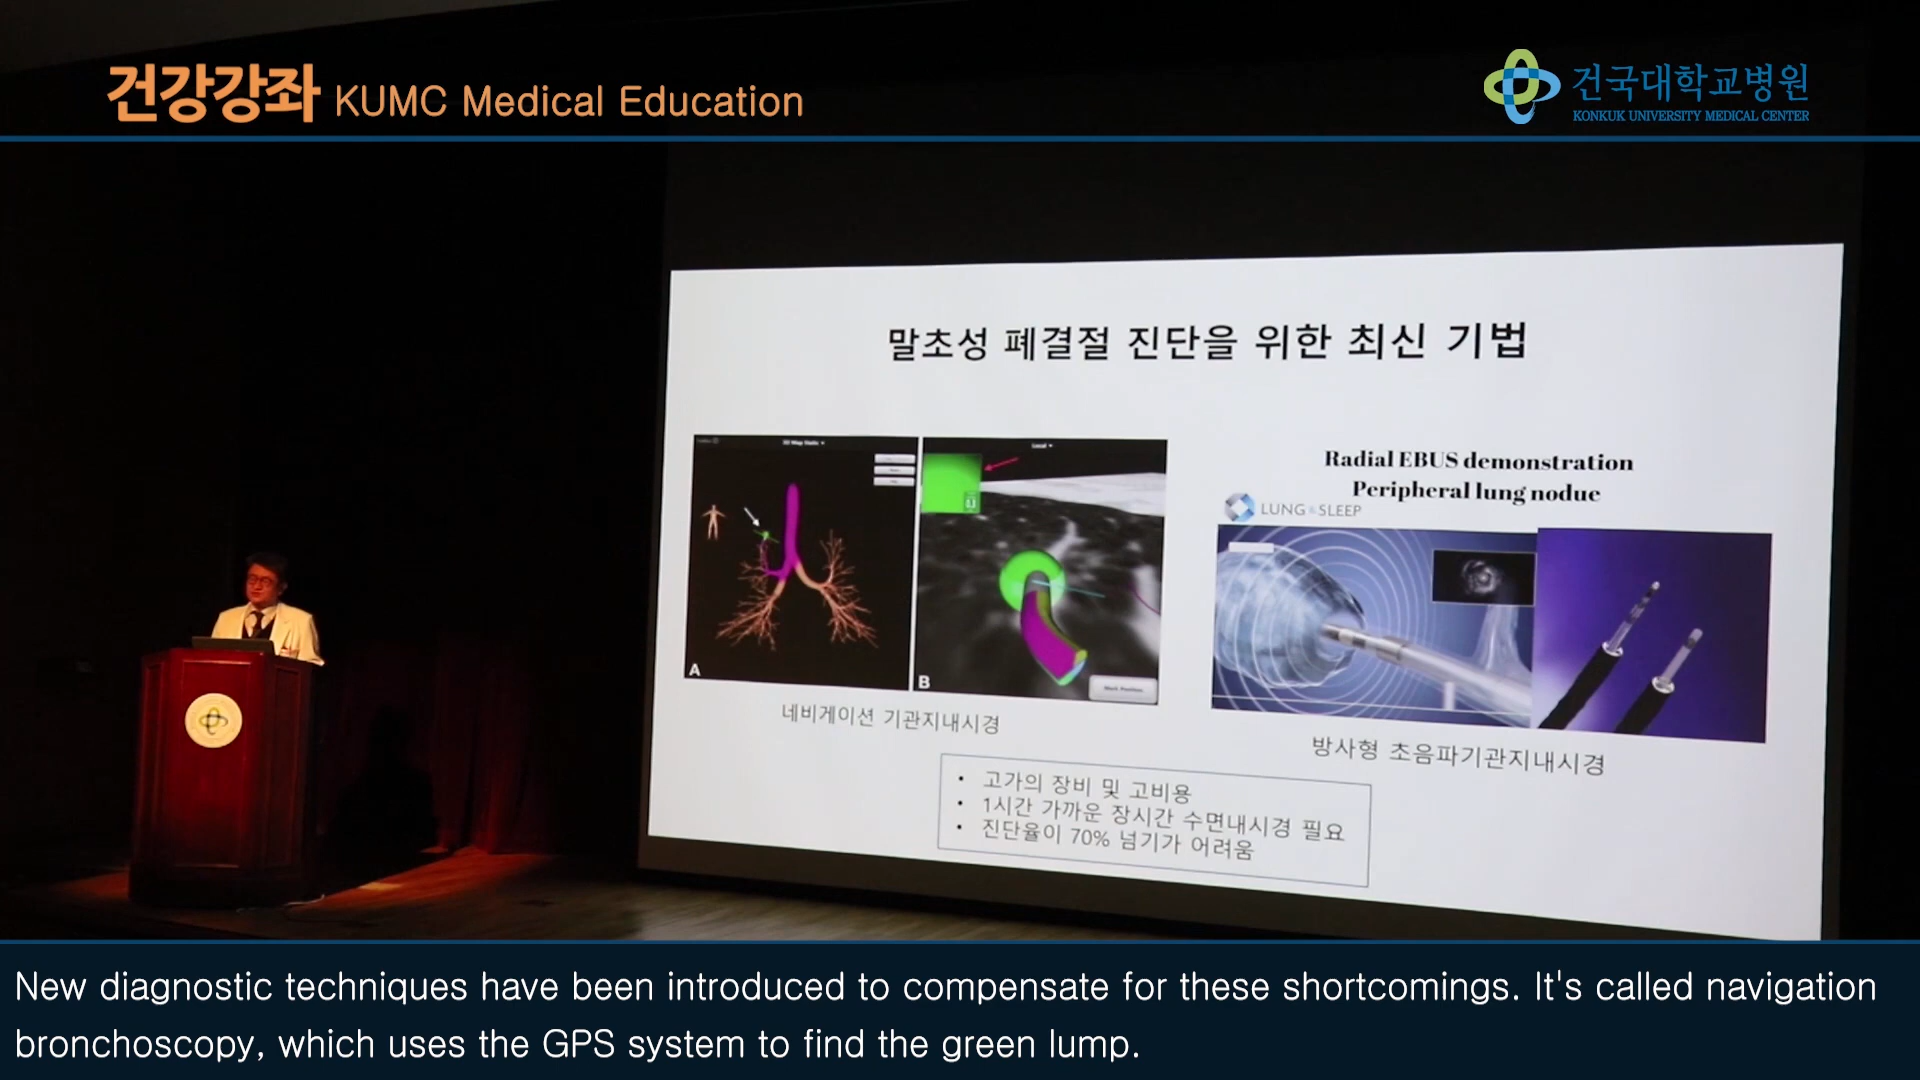 건강강좌 KUMC Medical Education
건국대학교병원
KONKUK UNIVERSITY MEDICAL CENTER
말초성 폐결절 진단을 위한 최신 기법
3D Map Static
Local
A
B
네비게이션 기관지내시경
Radial EBUS demonstration
Peripheral lung nodue
LUNG & SLEEP
방사형 초음파기관지내시경
• 고가의 장비 및 고비용
• 1시간 가까운 장시간 수면내시경 필요
• 진단율이 70% 넘기가 어려움
New diagnostic techniques have been introduced to compensate for these shortcomings. It's called navigation
bronchoscopy, which uses the GPS system to find the green lump.